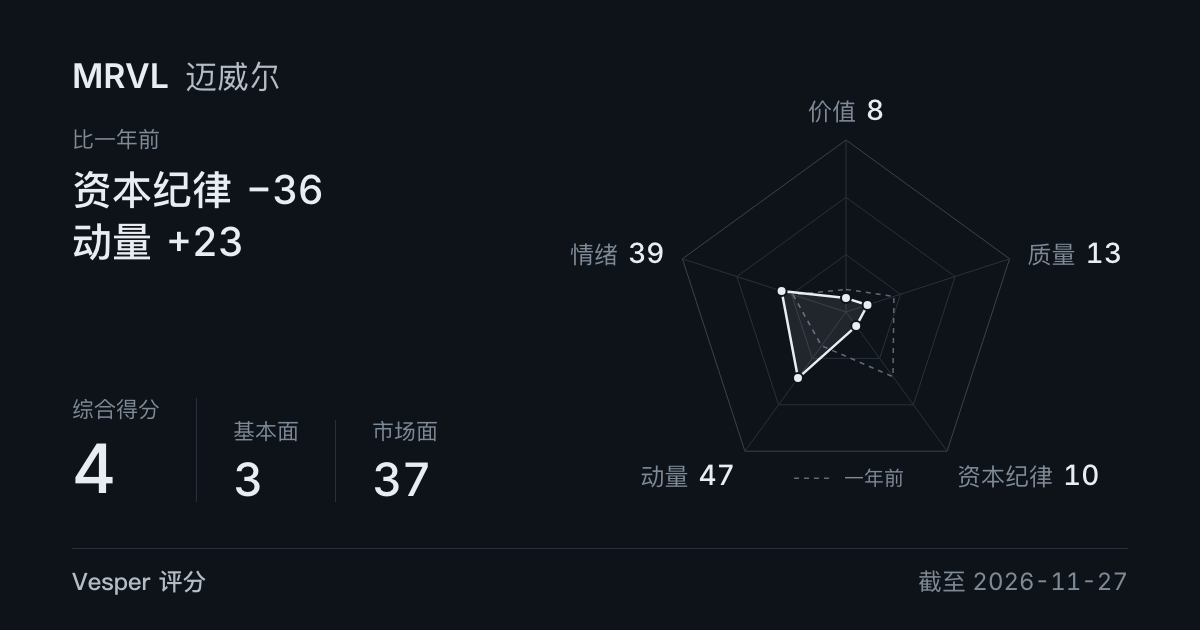 MRVL 迈威尔
比一年前
资本纪律 −36
动量 +23
综合得分
4
基本面
3
市场面
37
价值 8
情绪 39
质量 13
动量 47
一年前
资本纪律 10
Vesper 评分
截至 2026-11-27